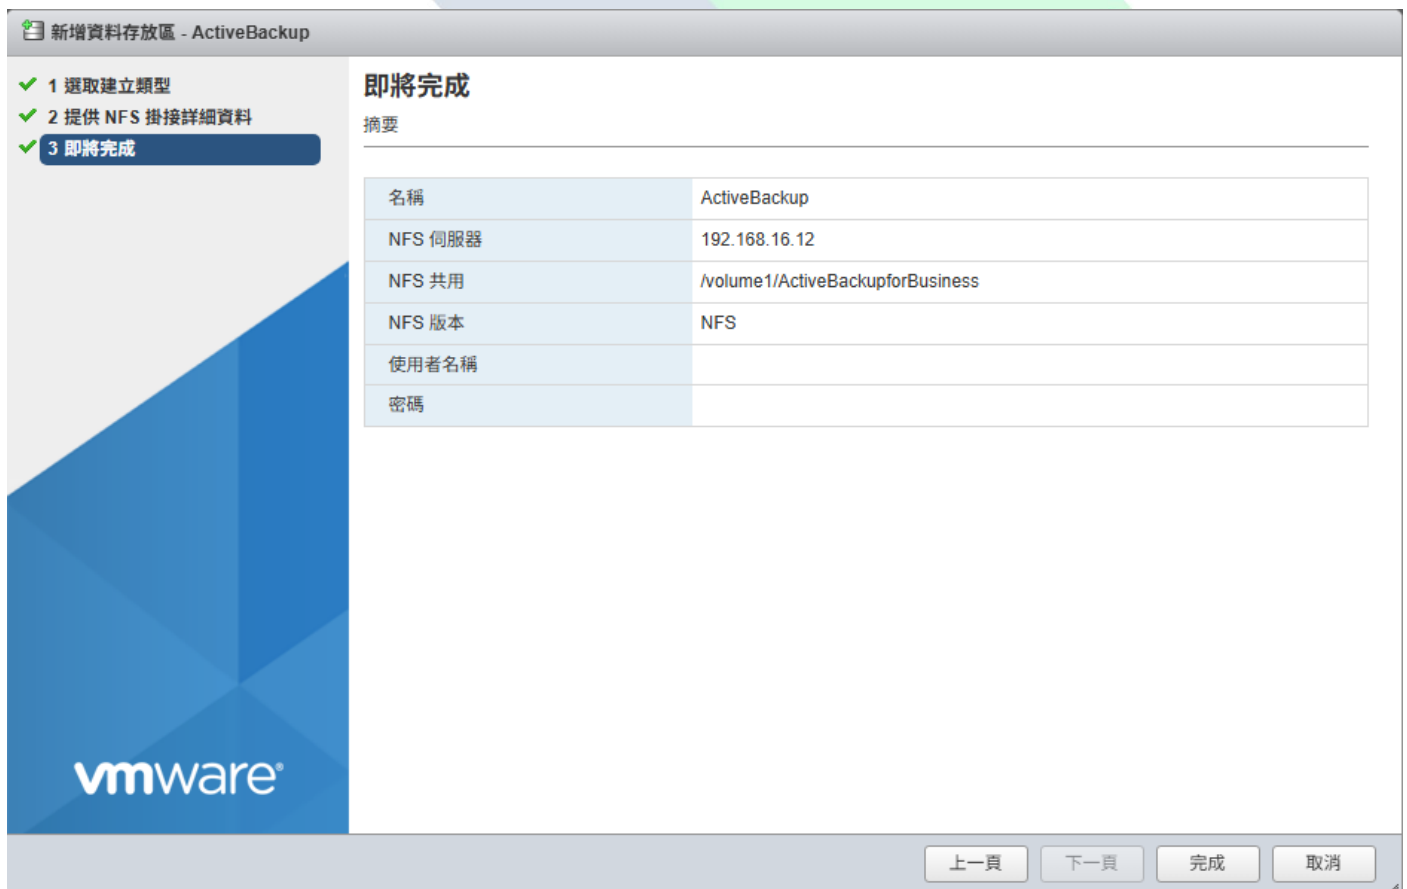 新增資料存放區 - ActiveBackup
1 選取建立類型
2 提供 NFS 掛接詳細資料
3 即將完成
即將完成
摘要
名稱 ActiveBackup
NFS 伺服器 192.168.16.12
NFS 共用 /volume1/ActiveBackupforBusiness
NFS 版本 NFS
使用者名稱
密碼
vmware®
上一頁 下一頁 完成 取消